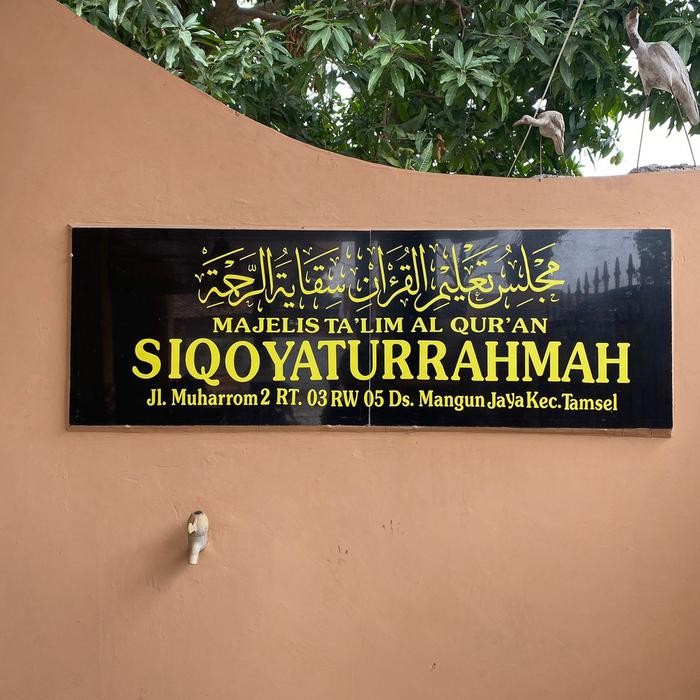 مجلس تعليم القرآن سقاية الرحمة
MAJELIS TA'LIM AL QUR'AN
SIQOYATURRAHMAH
Jl. Muharrom 2 RT. 03 RW 05 Ds. Mangun Jaya Kec. Tamsel